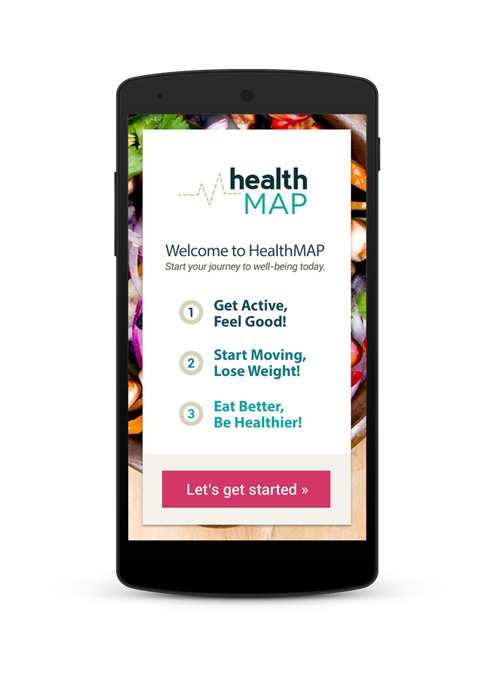 health
MAP
Welcome to HealthMAP
Start your journey to well-being today.
1 Get Active,
Feel Good!
2 Start Moving,
Lose Weight!
3 Eat Better,
Be Healthier!
Let's get started »